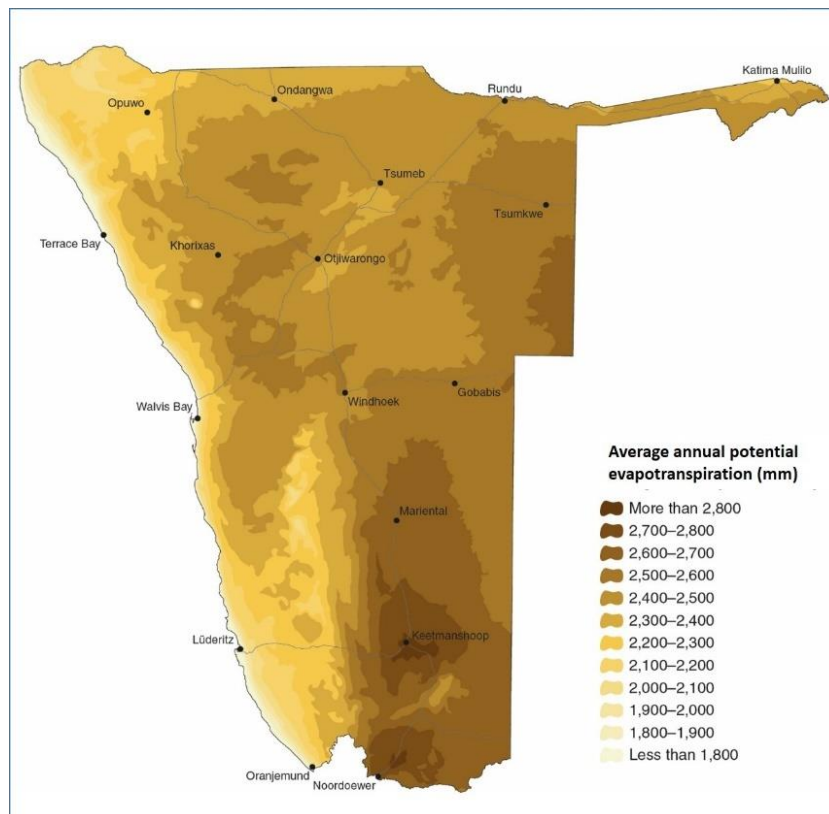 Katima Mulilo
Rundu
Ondangwa
Opuwo
Tsumeb
Tsumkwe
Terrace Bay
Khorixas
Otjiwarongo
Gobabis
Windhoek
Walvis Bay
Mariental
Keetmanshoop
Lüderitz
Oranjemund
Noordoewer
Average annual potential
evapotranspiration (mm)
More than 2,800
2,700–2,800
2,600–2,700
2,500–2,600
2,400–2,500
2,300–2,400
2,200–2,300
2,100–2,200
2,000–2,100
1,900–2,000
1,800–1,900
Less than 1,800